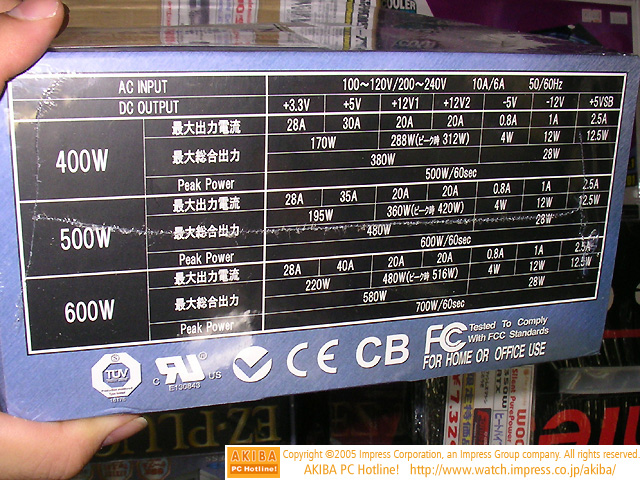 COOLER
AC INPUT 100～120V/200～240V 10A/6A 50/60Hz
DC OUTPUT +3.3V +5V +12V1 +12V2 -5V -12V +5VSB
400W 最大出力電流 28A 30A 20A 20A 0.8A 1A 2.5A
最大総合出力 170W 288W(ピーク時 312W) 4W 12W 12.5W
380W 28W
Peak Power 500W/60sec
500W 最大出力電流 28A 35A 20A 20A 0.8A 1A 2.5A
最大総合出力 195W 360W(ピーク時 420W) 4W 12W 12.5W
480W 28W
Peak Power 600W/60sec
600W 最大出力電流 28A 40A 20A 20A 0.8A 1A 2.5A
最大総合出力 220W 480W(ピーク時 516W) 4W 12W 12.5W
580W 28W
Peak Power 700W/60sec
TÜV
C RU US
E130843
CE CB FC Tested To Comply
With FCC Standards
FOR HOME OR OFFICE USE
EZ-PLUG
Silent PurePower
AKIBA
PC Hotline!
Copyright ©2005 Impress Corporation, an Impress Group company. All rights reserved.
AKIBA PC Hotline! http://www.watch.impress.co.jp/akiba/